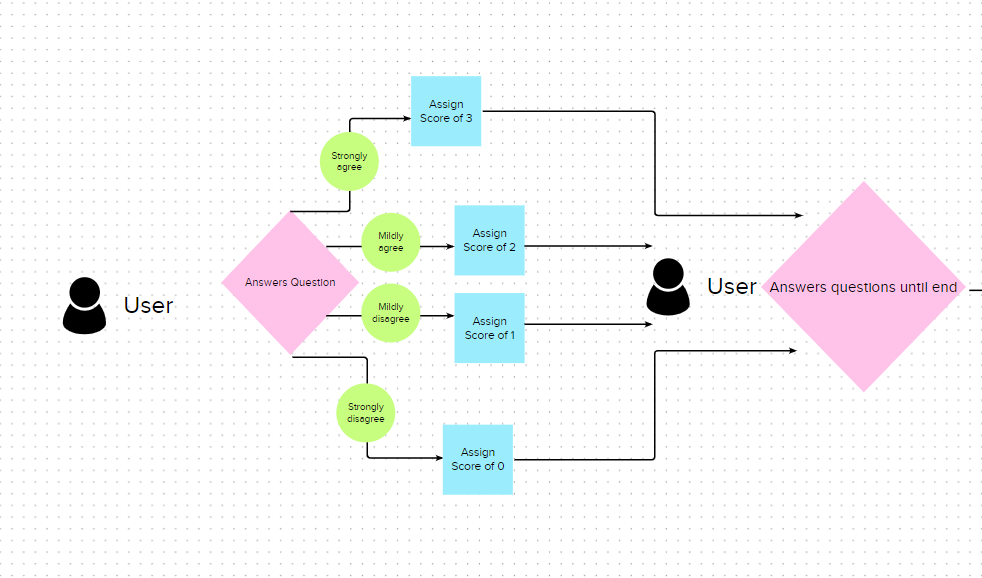 Assign
Score of 3
Strongly
agree
Mildly
agree
Assign
Score of 2
Answers Question
User
Mildly
disagree
Assign
Score of 1
User
Answers questions until end
Strongly
disagree
Assign
Score of 0